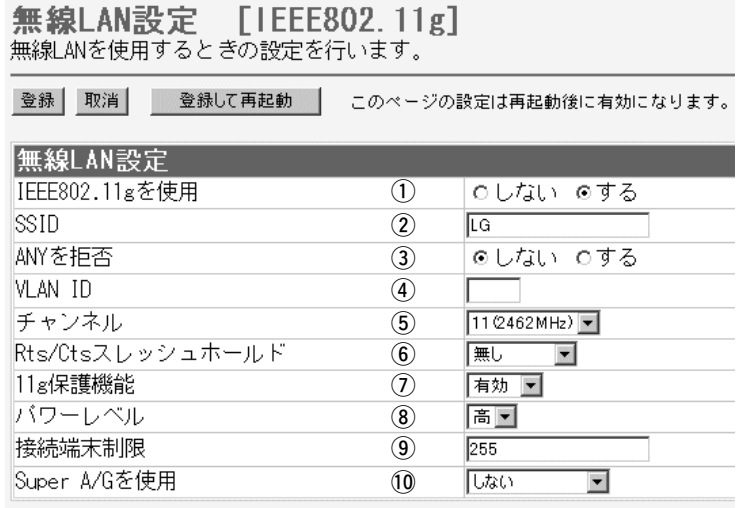 無線LAN設定 [IEEE802.11g]
無線LANを使用するときの設定を行います。
登録 取消 登録して再起動 このページの設定は再起動後に有効になります。
無線LAN設定
IEEE802.11gを使用 ① しない する
SSID ② LG
ANYを拒否 ③ しない する
VLAN ID ④
チャンネル ⑤ 11(2462MHz)
Rts/Ctsスレッシュホールド ⑥ 無し
11g保護機能 ⑦ 有効
パワーレベル ⑧ 高
接続端末制限 ⑨ 255
Super A/Gを使用 ⑩ しない